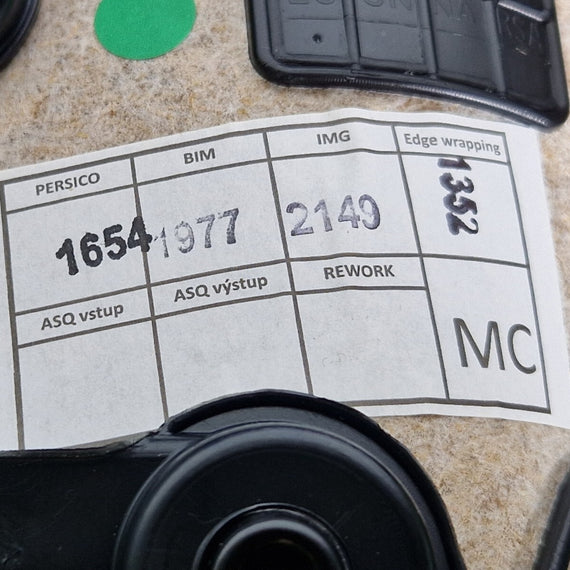 PERSICO BIM IMG Edge wrapping
1654 1977 2149 1352
ASQ vstup ASQ výstup REWORK
MC